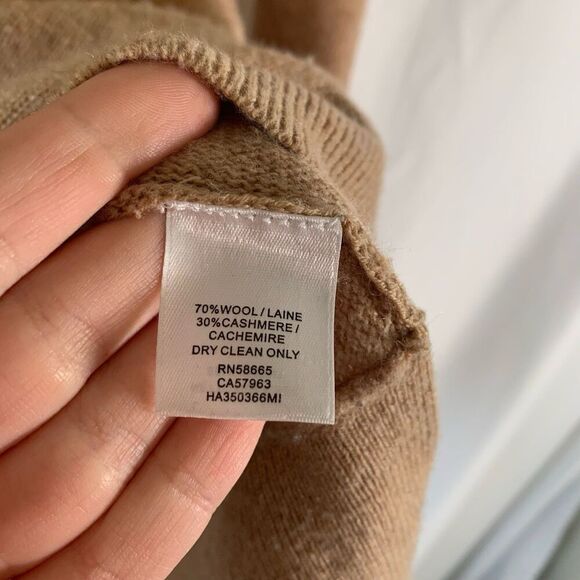 70%WOOL/LAINE
30%CASHMERE/
CACHEMIRE
DRY CLEAN ONLY
RN58665
CA57963
HA350366MI